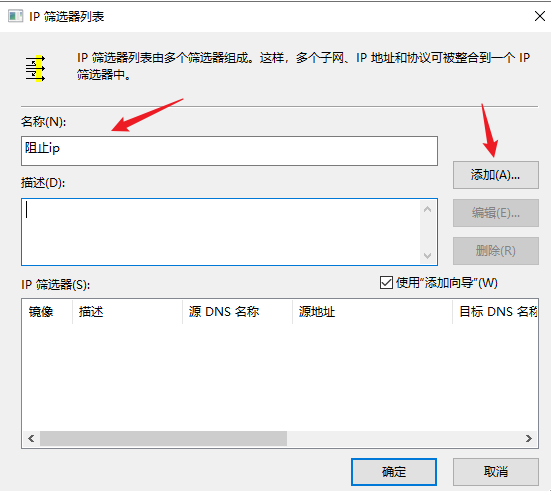 IP 筛选器列表
IP 筛选器列表由多个筛选器组成。这样，多个子网、IP 地址和协议可被整合到一个 IP
筛选器中。
名称(N):
阻止ip
添加(A)...
描述(D):
编辑(E)...
删除(R)
IP 筛选器(S):
使用“添加向导”(W)
镜像 描述 源 DNS 名称 源地址 目标 DNS 名称
确定 取消